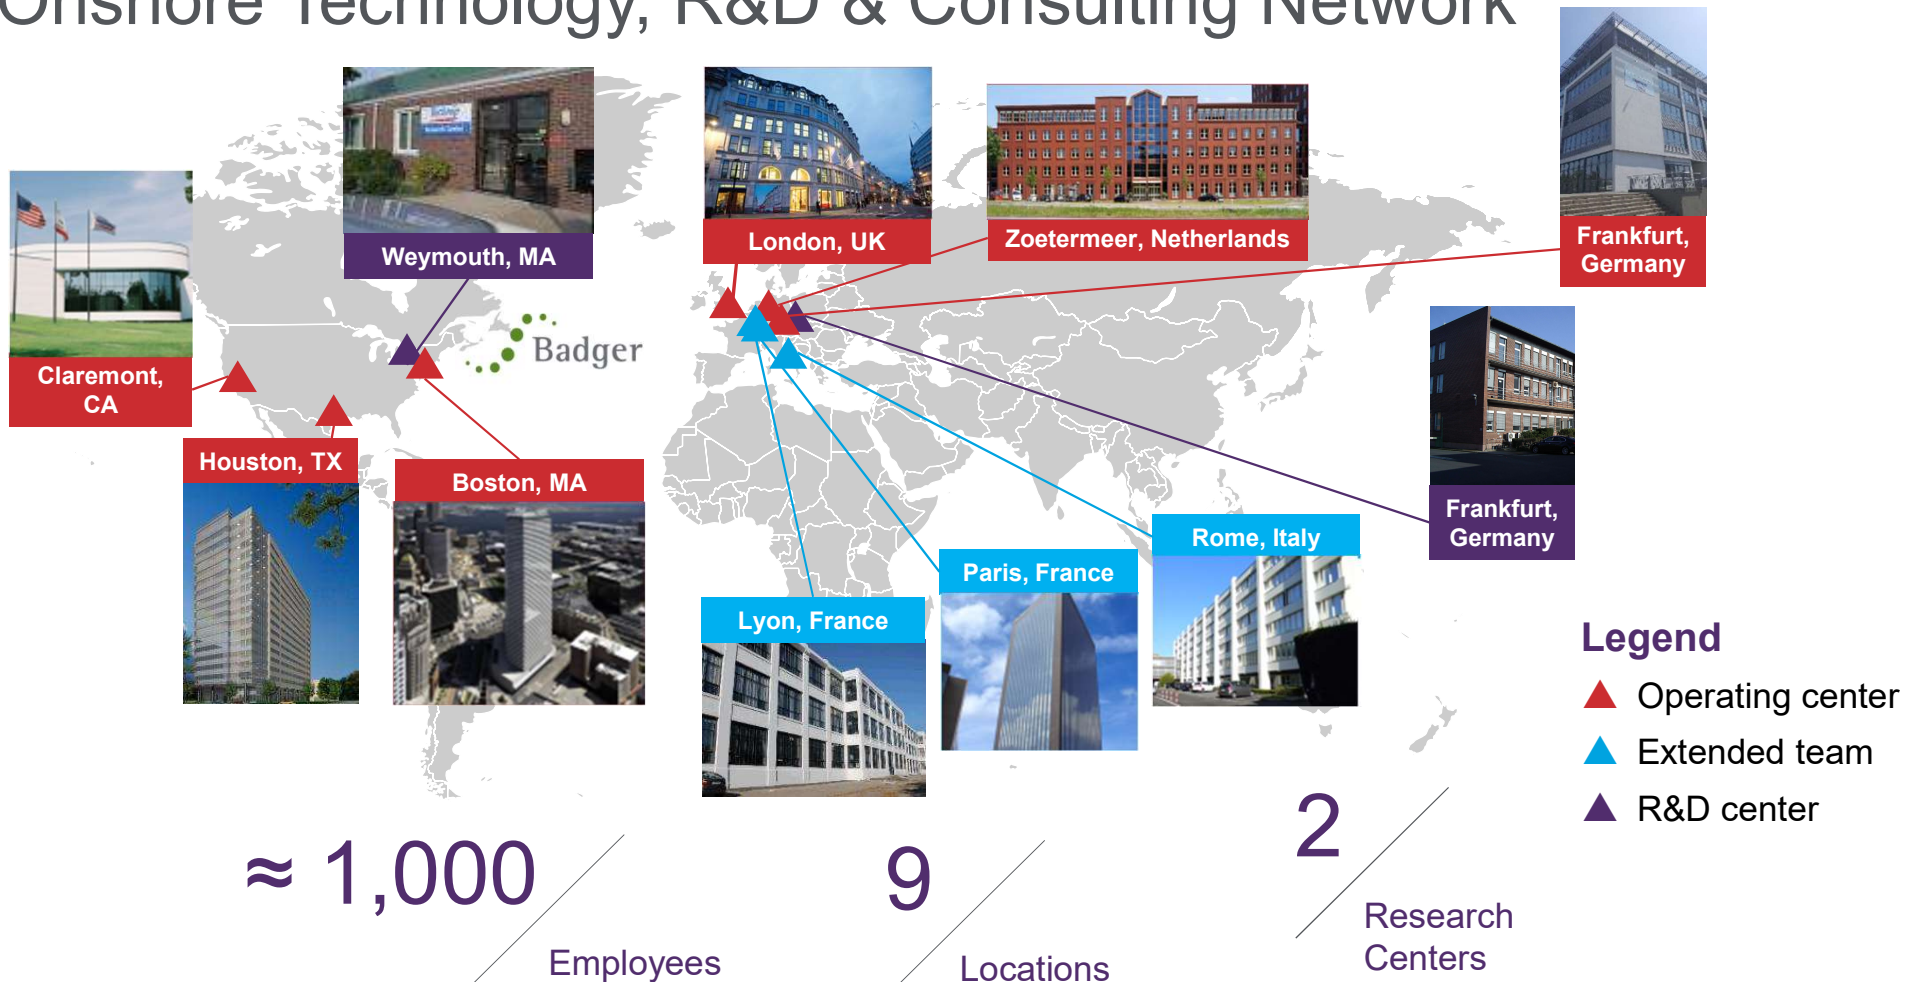 Onshore Technology, R&D & Consulting Network
Weymouth, MA
London, UK
Zoetermeer, Netherlands
Frankfurt,
Germany
Claremont,
CA
Badger
Houston, TX
Boston, MA
Frankfurt,
Germany
Rome, Italy
Paris, France
Lyon, France
Legend
Operating center
Extended team
R&D center
≈ 1,000
Employees
9
Locations
2
Research
Centers